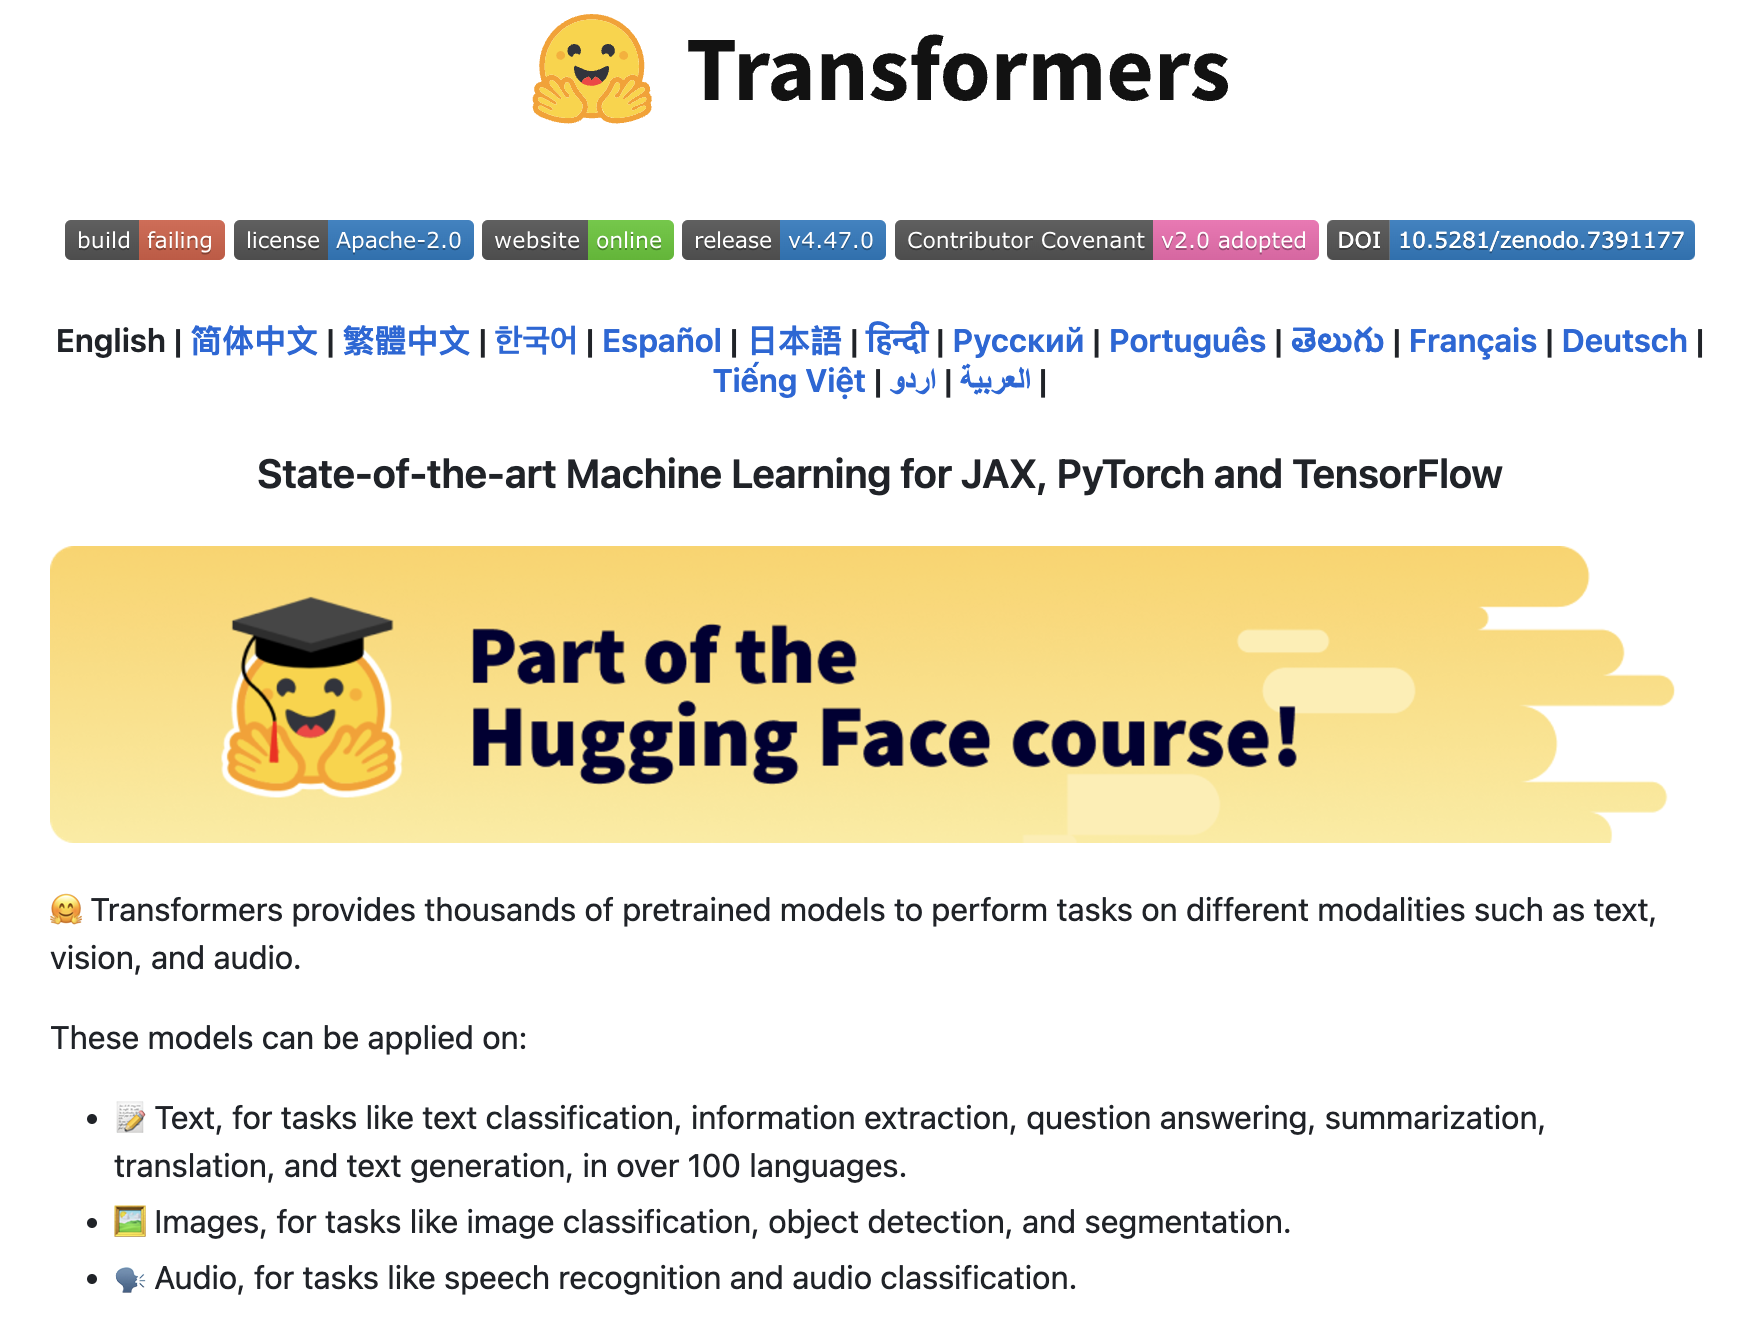 🤗 Transformers
build failing license Apache-2.0 website online release v4.47.0 Contributor Covenant v2.0 adopted DOI 10.5281/zenodo.7391177
English | 简体中文 | 繁體中文 | 한국어 | Español | 日本語 | हिन्दी | Русский | Português | తెలుగు | Français | Deutsch |
Tiếng Việt | اردو | العربية |
State-of-the-art Machine Learning for JAX, PyTorch and TensorFlow
Part of the
Hugging Face course!
🤗 Transformers provides thousands of pretrained models to perform tasks on different modalities such as text,
vision, and audio.
These models can be applied on:
• 📝 Text, for tasks like text classification, information extraction, question answering, summarization,
translation, and text generation, in over 100 languages.
• 🖼️ Images, for tasks like image classification, object detection, and segmentation.
• 🗣️ Audio, for tasks like speech recognition and audio classification.